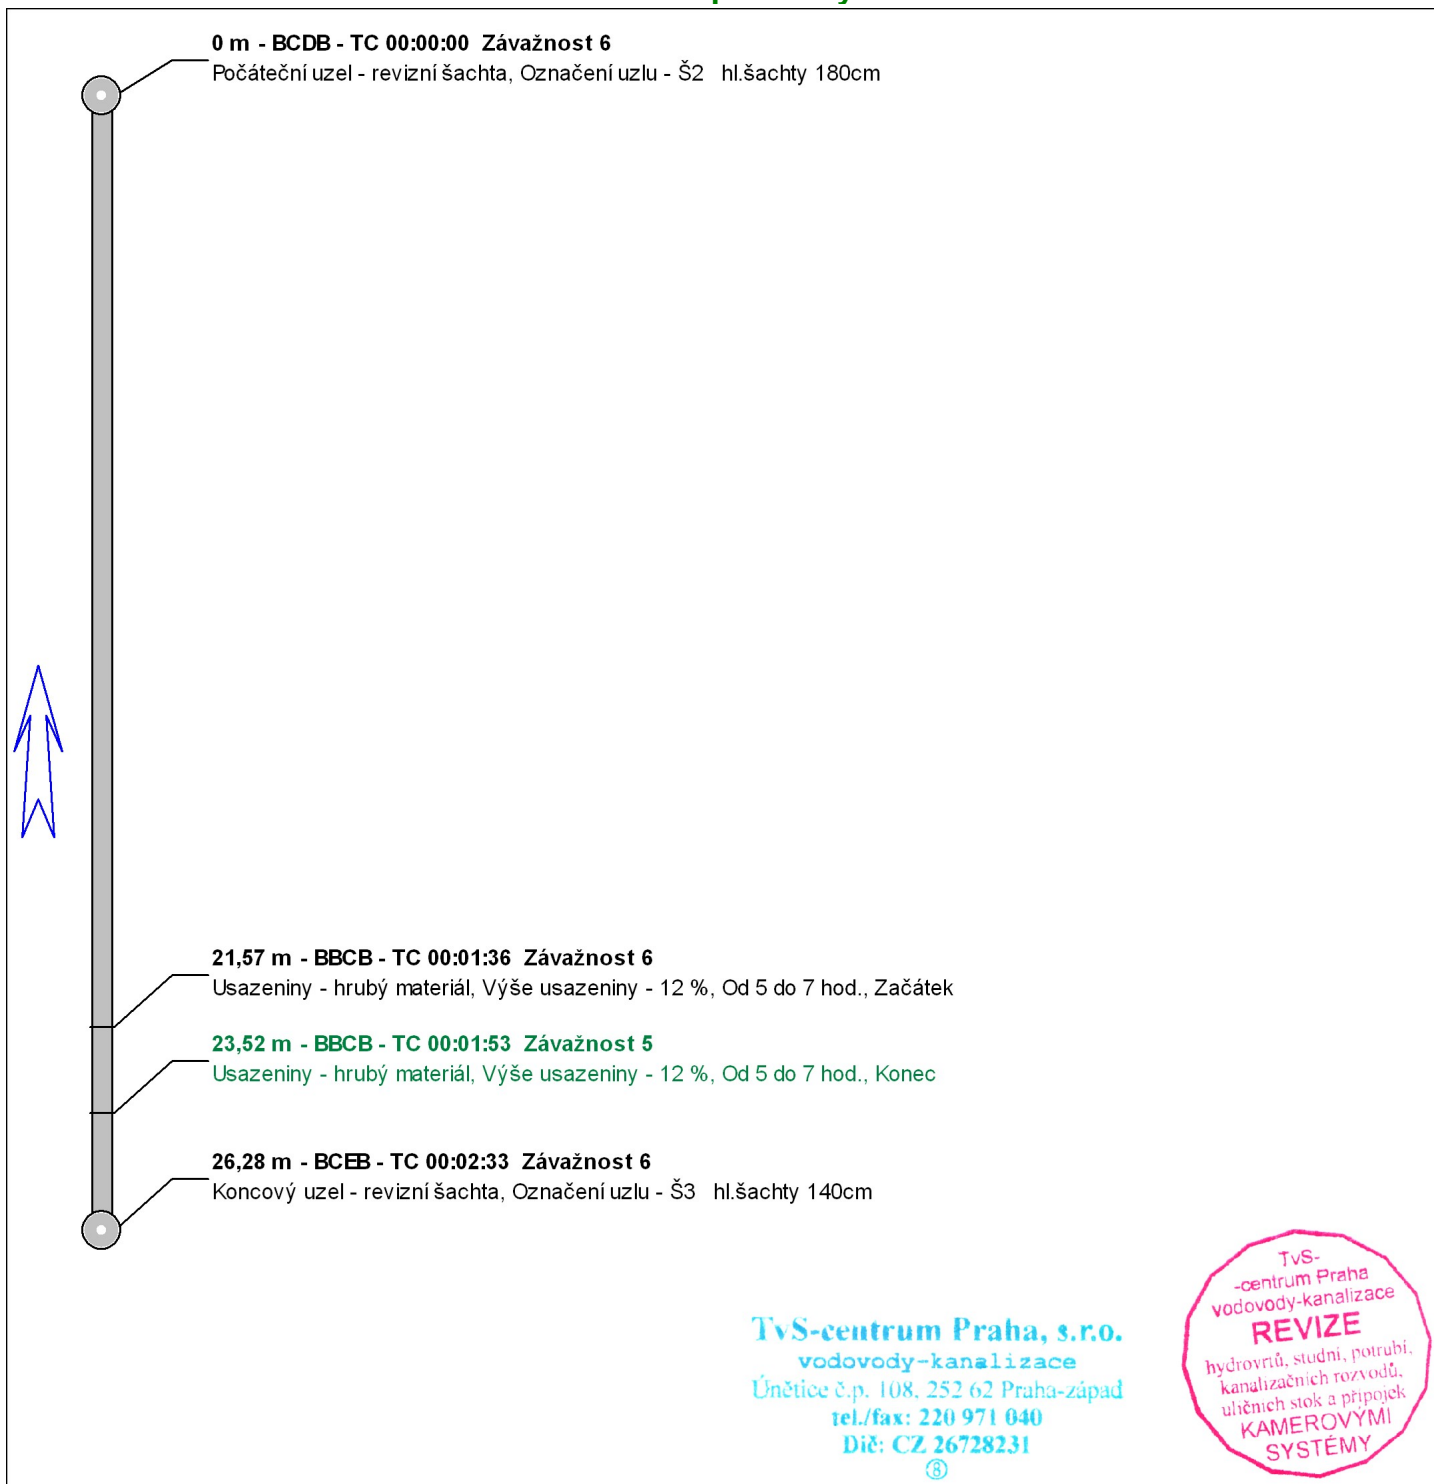 0 m - BCDB - TC 00:00:00 Závažnost 6
Počáteční uzel - revizní šachta, Označení uzlu - Š2 hl.šachty 180cm
21,57 m - BBCB - TC 00:01:36 Závažnost 6
Usazeniny - hrubý materiál, Výše usazeniny - 12 %, Od 5 do 7 hod., Začátek
23,52 m - BBCB - TC 00:01:53 Závažnost 5
Usazeniny - hrubý materiál, Výše usazeniny - 12 %, Od 5 do 7 hod., Konec
26,28 m - BCEB - TC 00:02:33 Závažnost 6
Koncový uzel - revizní šachta, Označení uzlu - Š3 hl.šachty 140cm
TvS-centrum Praha, s.r.o.
vodovody-kanalizace
Únětice č.p. 108, 252 62 Praha-západ
tel./fax: 220 971 040
Dič: CZ 26728231
8
TvS-
-centrum Praha
vodovody-kanalizace
REVIZE
hydrovrtů, studní, potrubí,
kanalizačních rozvodů,
uličních stok a přípojek
KAMEROVÝMI
SYSTÉMY